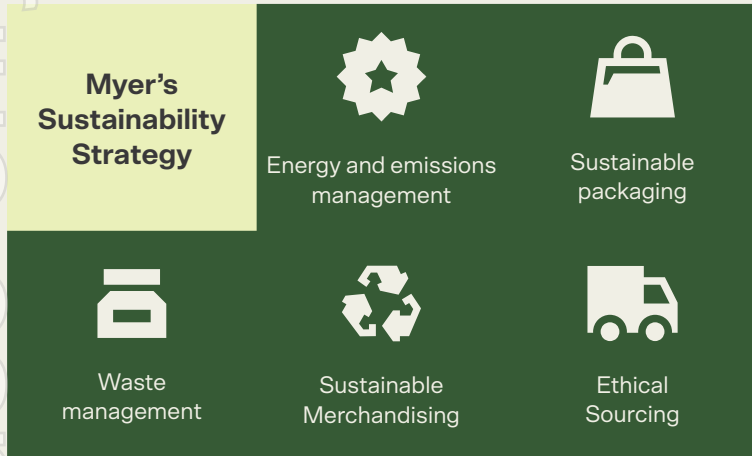 Myer’s
Sustainability
Strategy
Energy and emissions
management
Sustainable
packaging
Waste
management
Sustainable
Merchandising
Ethical
Sourcing